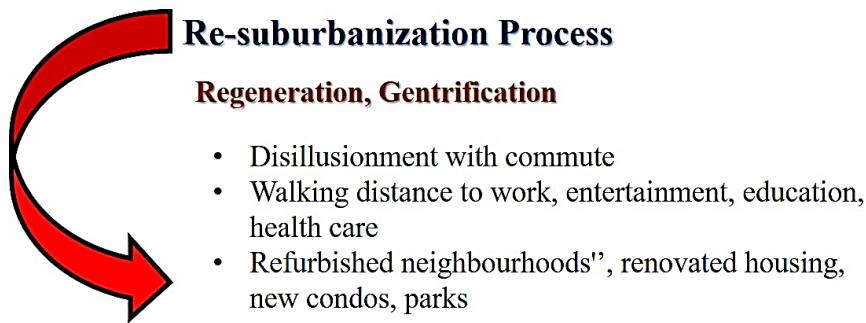 Re-suburbanization Process
Regeneration, Gentrification
• Disillusionment with commute
• Walking distance to work, entertainment, education,
health care
• Refurbished neighbourhoods'’, renovated housing,
new condos, parks